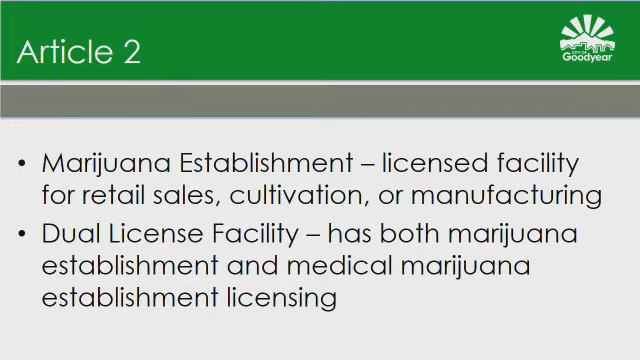 Article 2
CITY OF
Goodyear
• Marijuana Establishment – licensed facility
for retail sales, cultivation, or manufacturing
• Dual License Facility – has both marijuana
establishment and medical marijuana
establishment licensing